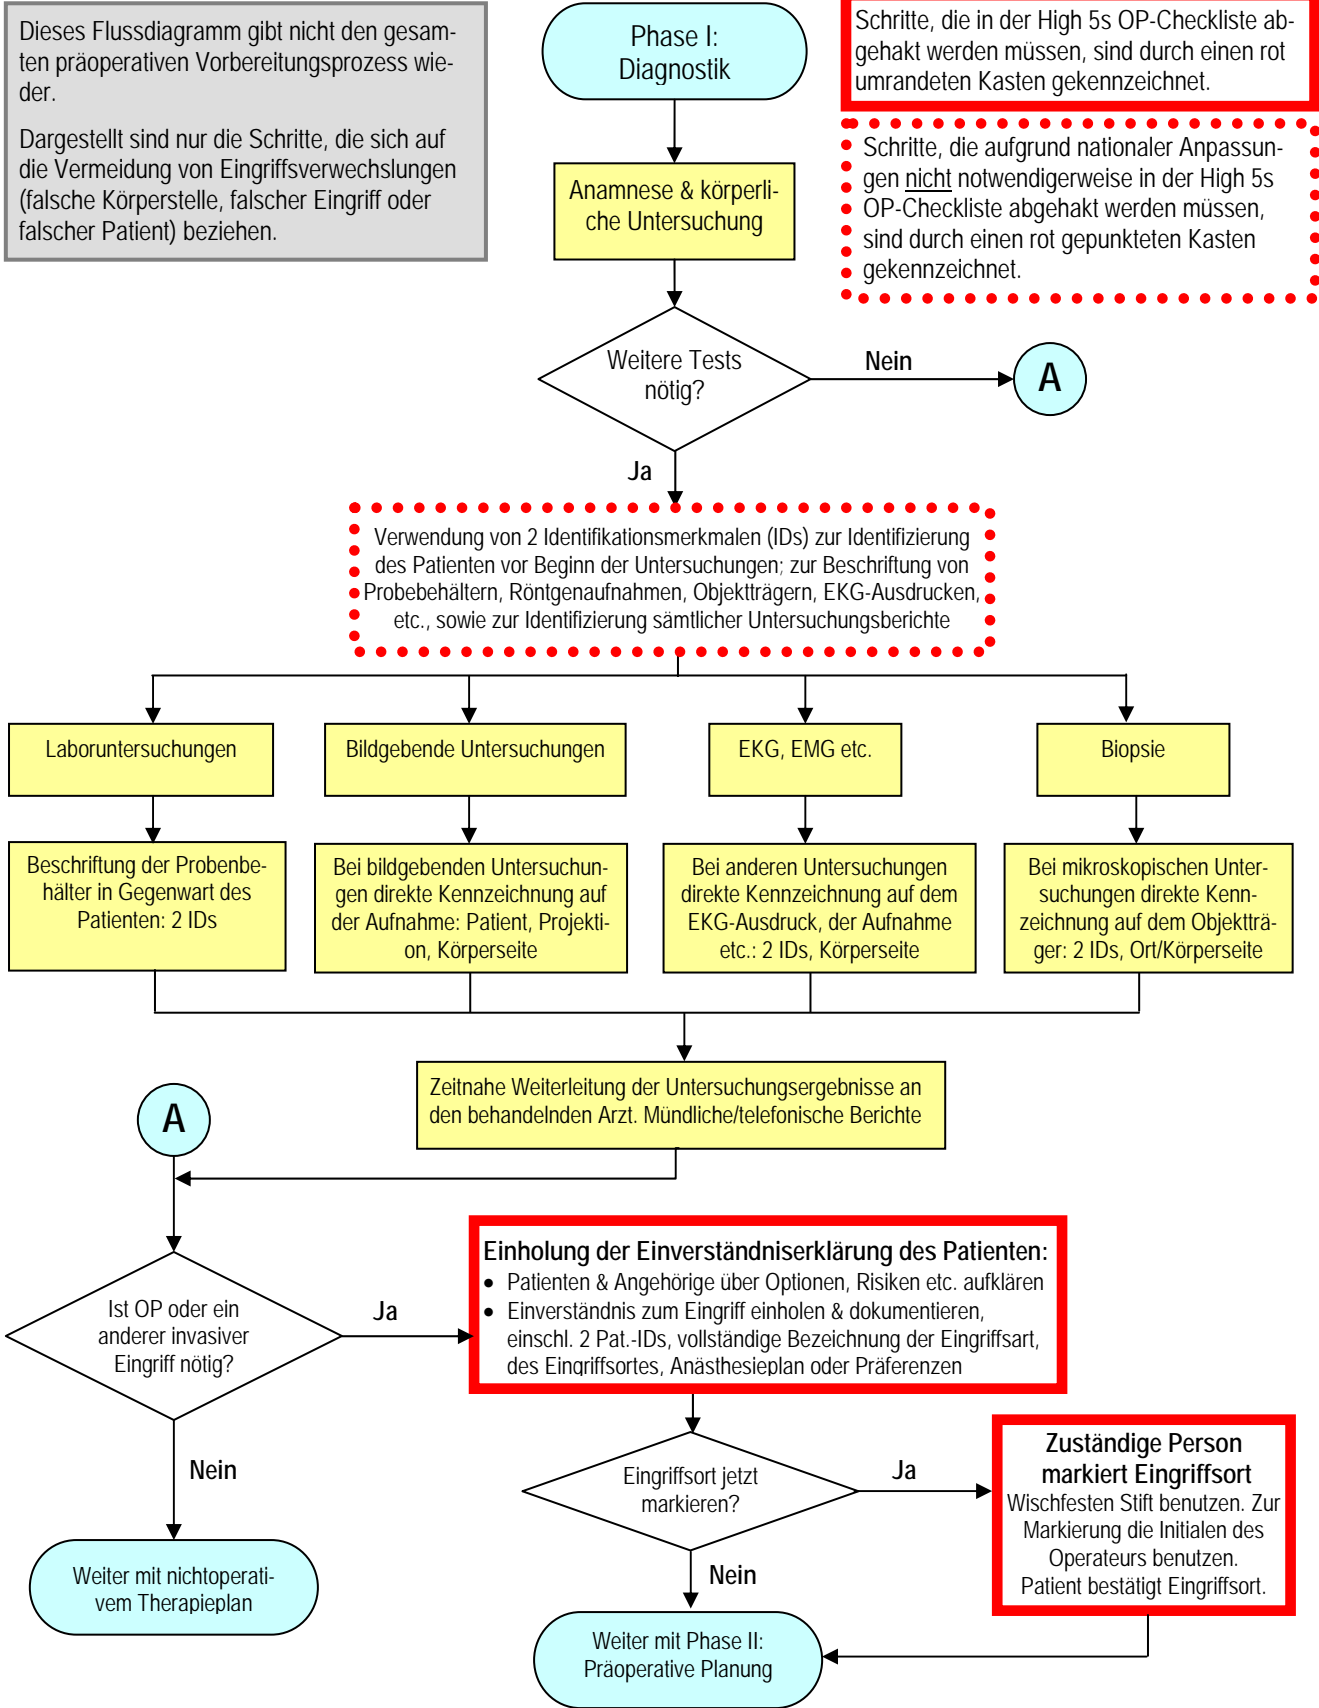 Dieses Flussdiagramm gibt nicht den gesam-
ten präoperativen Vorbereitungsprozess wie-
der.
Dargestellt sind nur die Schritte, die sich auf
die Vermeidung von Eingriffsverwechslungen
(falsche Körperstelle, falscher Eingriff oder
falscher Patient) beziehen.
Phase I:
Diagnostik
Schritte, die in der High 5s OP-Checkliste ab-
gehakt werden müssen, sind durch einen rot
umrandeten Kasten gekennzeichnet.
Schritte, die aufgrund nationaler Anpassun-
gen nicht notwendigerweise in der High 5s
OP-Checkliste abgehakt werden müssen,
sind durch einen rot gepunkteten Kasten
gekennzeichnet.
Anamnese & körperli-
che Untersuchung
Weitere Tests
nötig?
Nein
A
Ja
Verwendung von 2 Identifikationsmerkmalen (IDs) zur Identifizierung
des Patienten vor Beginn der Untersuchungen; zur Beschriftung von
Probebehältern, Röntgenaufnahmen, Objektträgern, EKG-Ausdrucken,
etc., sowie zur Identifizierung sämtlicher Untersuchungsberichte
Laboruntersuchungen
Bildgebende Untersuchungen
EKG, EMG etc.
Biopsie
Beschriftung der Probenbe-
hälter in Gegenwart des
Patienten: 2 IDs
Bei bildgebenden Untersuchun-
gen direkte Kennzeichnung auf
der Aufnahme: Patient, Projekti-
on, Körperseite
Bei anderen Untersuchungen
direkte Kennzeichnung auf dem
EKG-Ausdruck, der Aufnahme
etc.: 2 IDs, Körperseite
Bei mikroskopischen Unter-
suchungen direkte Kenn-
zeichnung auf dem Objektträ-
ger: 2 IDs, Ort/Körperseite
Zeitnahe Weiterleitung der Untersuchungsergebnisse an
den behandelnden Arzt. Mündliche/telefonische Berichte
A
Ist OP oder ein
anderer invasiver
Eingriff nötig?
Ja
Einholung der Einverständniserklärung des Patienten:
• Patienten & Angehörige über Optionen, Risiken etc. aufklären
• Einverständnis zum Eingriff einholen & dokumentieren,
einschl. 2 Pat.-IDs, vollständige Bezeichnung der Eingriffsart,
des Eingriffsortes, Anästhesieplan oder Präferenzen
Nein
Weiter mit nichtoperati-
vem Therapieplan
Eingriffsort jetzt
markieren?
Ja
Zuständige Person
markiert Eingriffsort
Wischfesten Stift benutzen. Zur
Markierung die Initialen des
Operateurs benutzen.
Patient bestätigt Eingriffsort.
Nein
Weiter mit Phase II:
Präoperative Planung